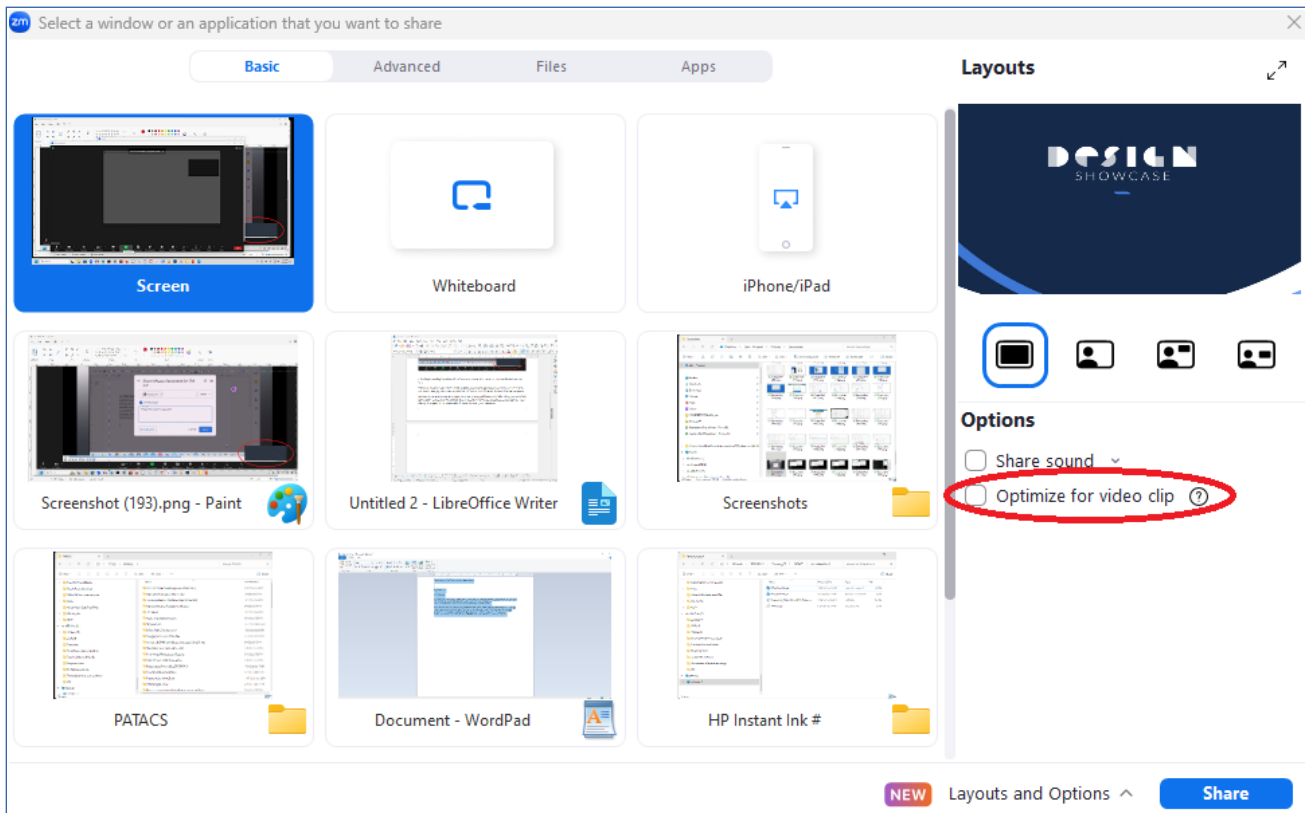 zm Select a window or an application that you want to share
Basic Advanced Files Apps
Layouts
DESIGN
SHOWCASE
Screen
Whiteboard
iPhone/iPad
Screenshot (193).png - Paint
Untitled 2 - LibreOffice Writer
Screenshots
Options
Share sound
Optimize for video clip ?
PATACS
Document - WordPad
HP Instant Ink #
NEW Layouts and Options Share